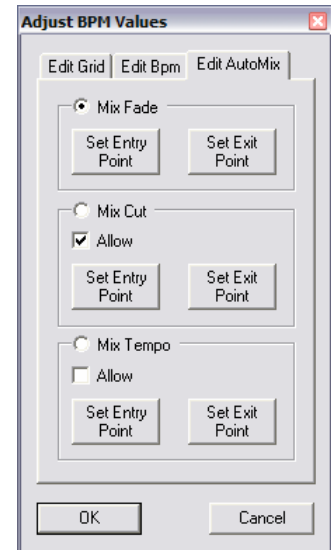 Adjust BPM Values
Edit Grid Edit Bpm Edit AutoMix
Mix Fade
Set Entry Set Exit
Point Point
Mix Cut
Allow
Set Entry Set Exit
Point Point
Mix Tempo
Allow
Set Entry Set Exit
Point Point
OK Cancel